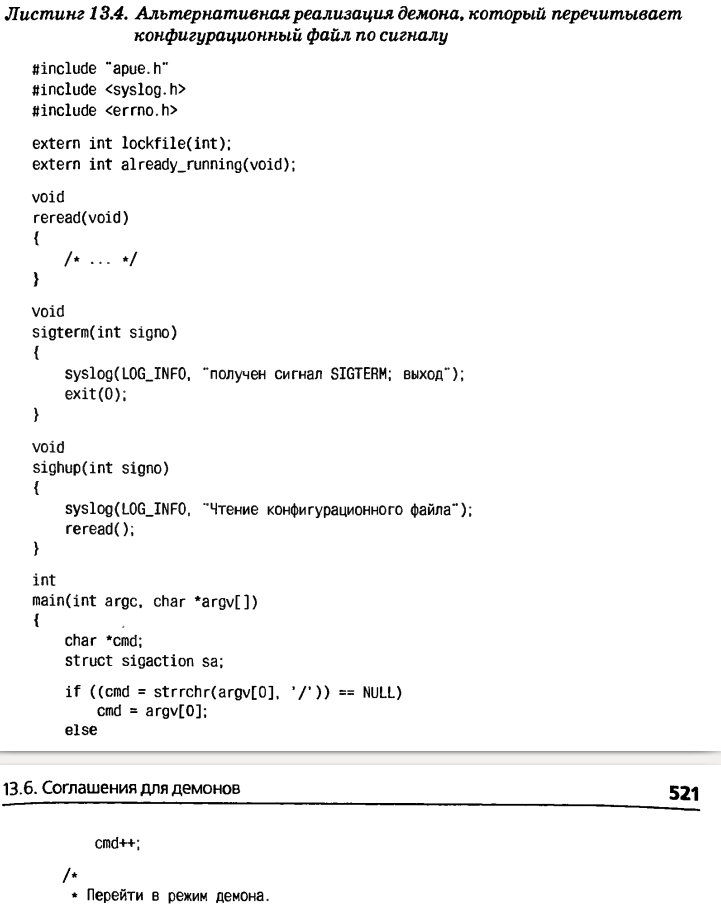 Листинг 13.4. Альтернативная реализация демона, который перечитывает
конфигурационный файл по сигналу
#include "apue.h"
#include <syslog.h>
#include <errno.h>
extern int lockfile(int);
extern int already_running(void);
void
reread(void)
{
/* ... */
}
void
sigterm(int signo)
{
syslog(LOG_INFO, "получен сигнал SIGTERM; выход");
exit(0);
}
void
sighup(int signo)
{
syslog(LOG_INFO, "Чтение конфигурационного файла");
reread();
}
int
main(int argc, char *argv[])
{
char *cmd;
struct sigaction sa;
if ((cmd = strrchr(argv[0], '/')) == NULL)
cmd = argv[0];
else
13.6. Соглашения для демонов 521
cmd++;
/*
* Перейти в режим демона.